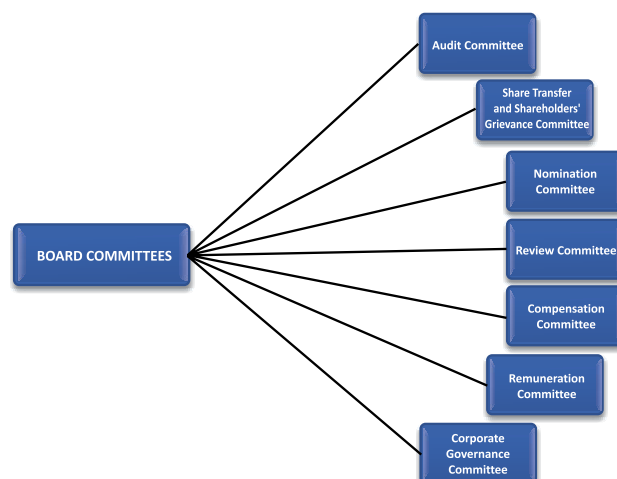 Audit Committee
Share Transfer
and Shareholders'
Grievance Committee
Nomination
Committee
BOARD COMMITTEES
Review Committee
Compensation
Committee
Remuneration
Committee
Corporate
Governance
Committee